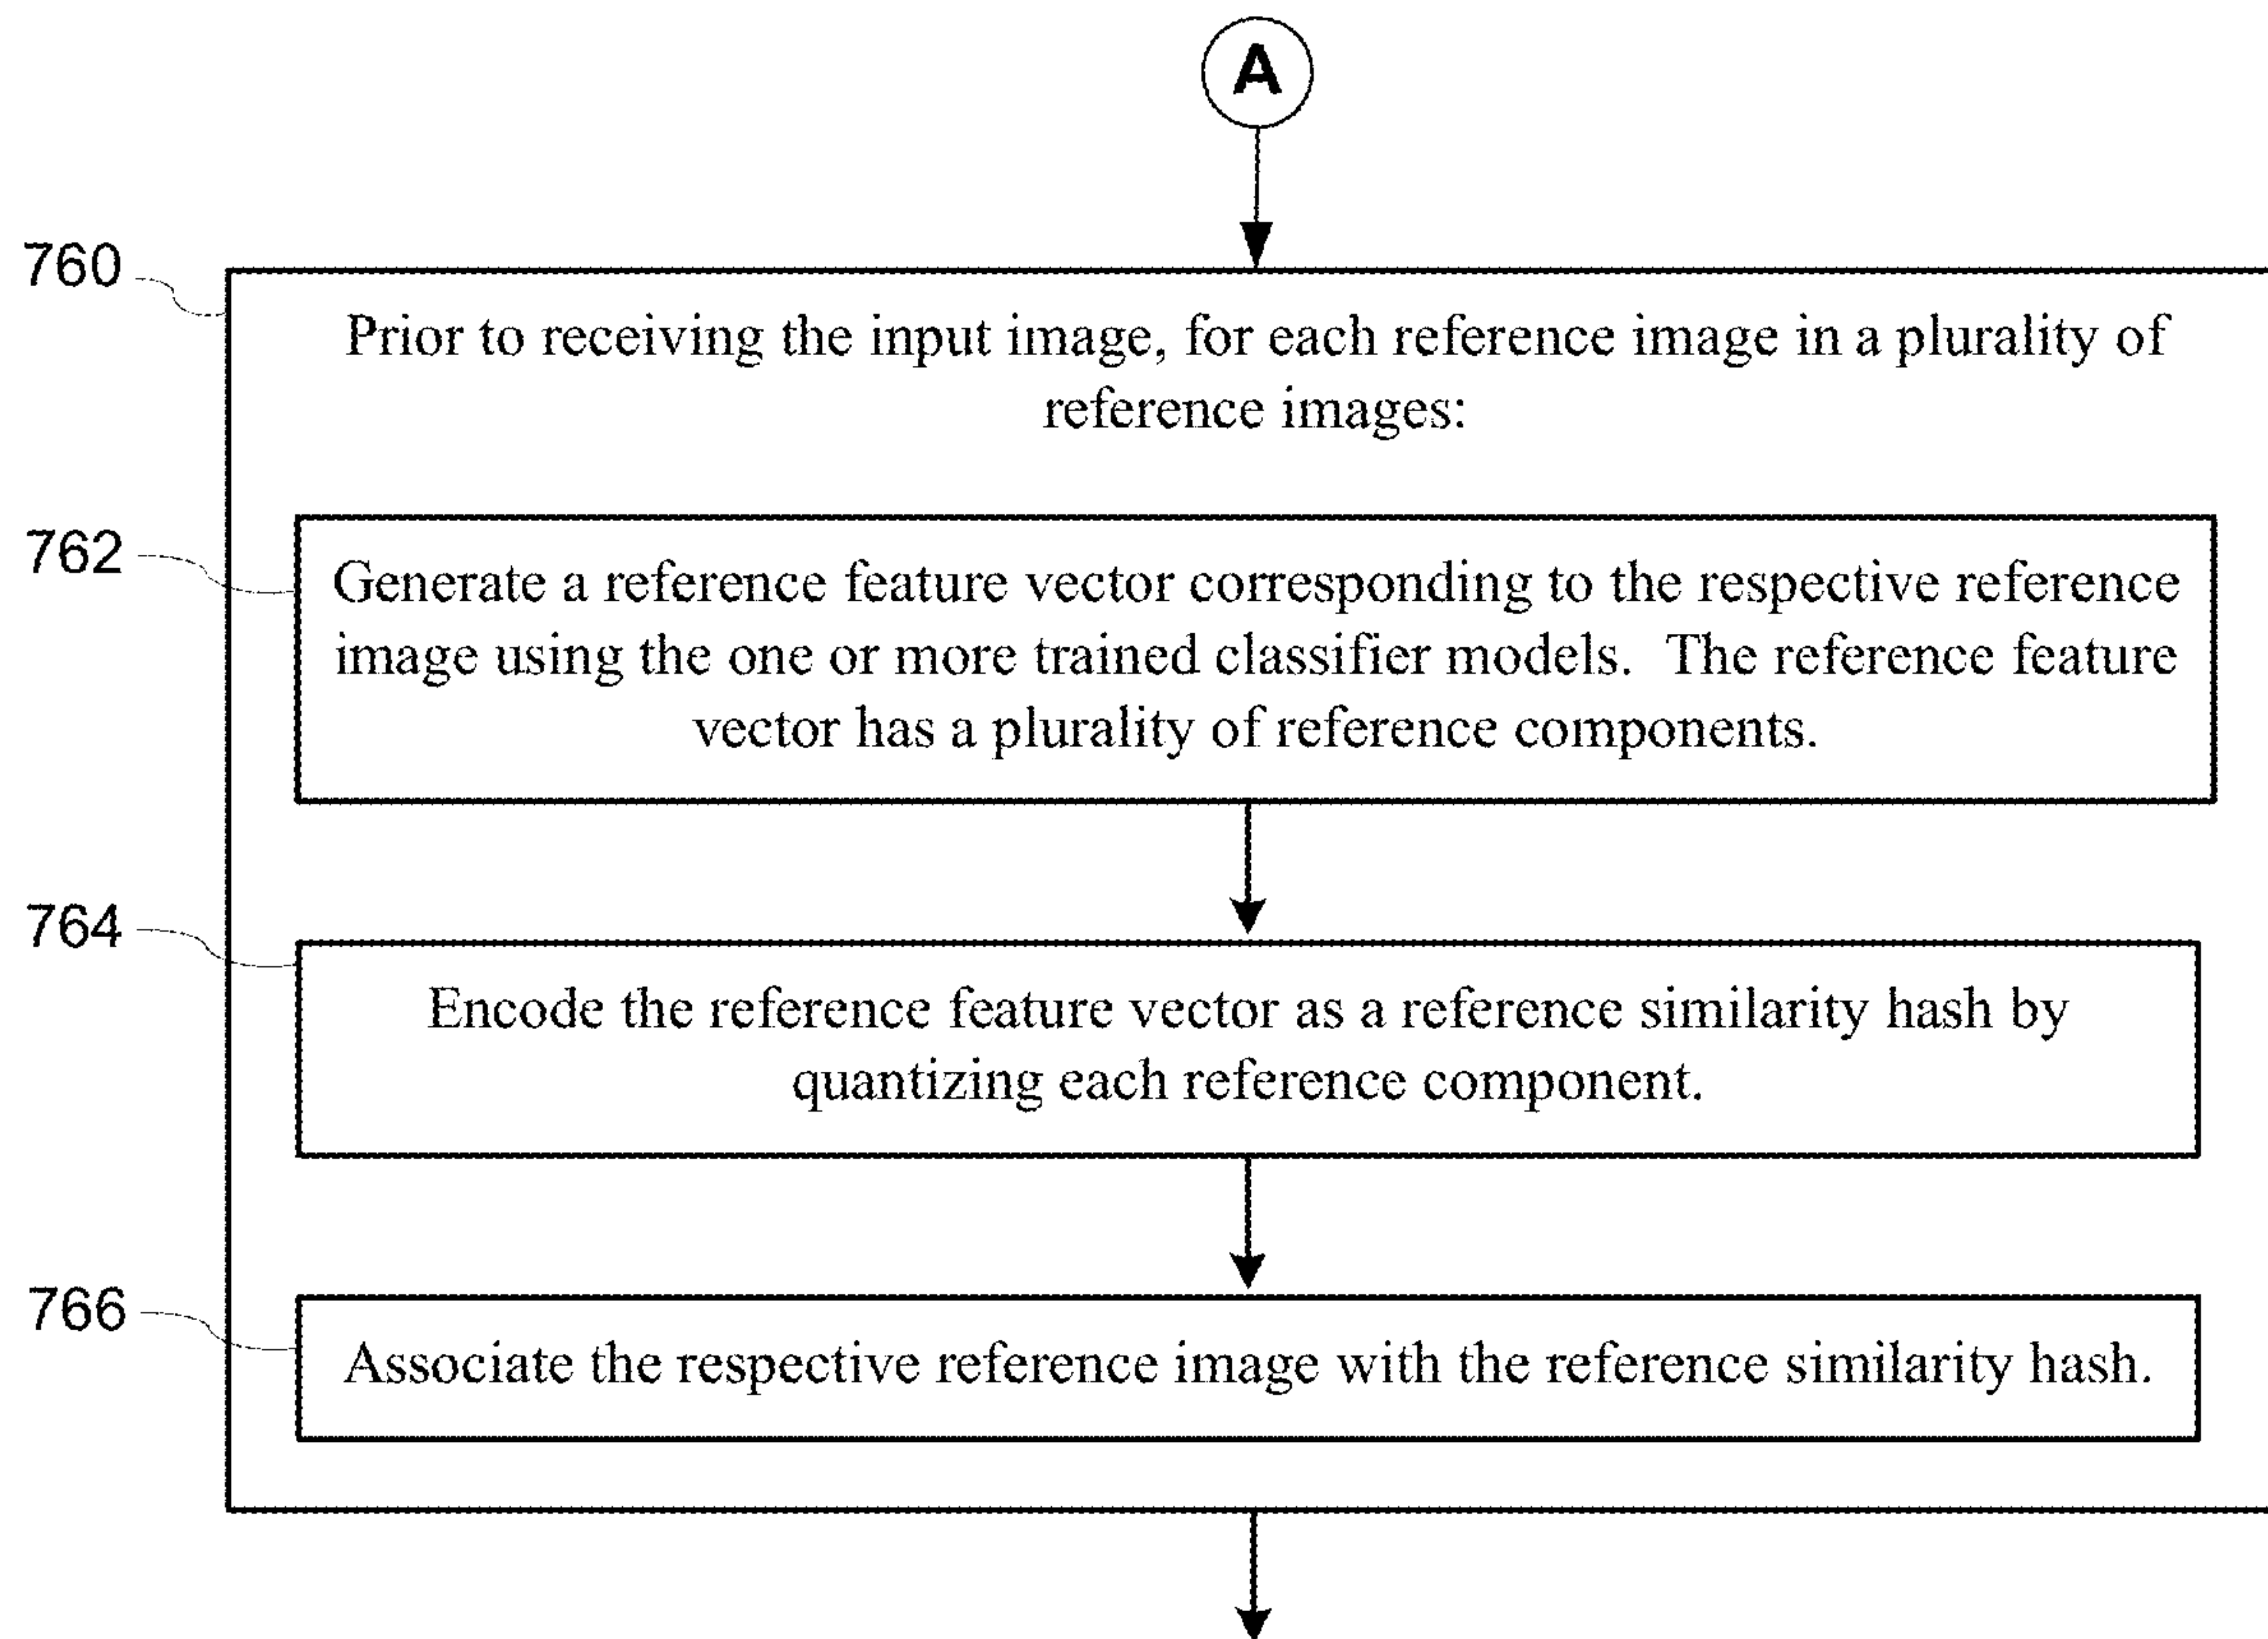 A
760
Prior to receiving the input image, for each reference image in a plurality of
reference images:
762
Generate a reference feature vector corresponding to the respective reference
image using the one or more trained classifier models.  The reference feature
vector has a plurality of reference components.
764
Encode the reference feature vector as a reference similarity hash by
quantizing each reference component.
766
Associate the respective reference image with the reference similarity hash.